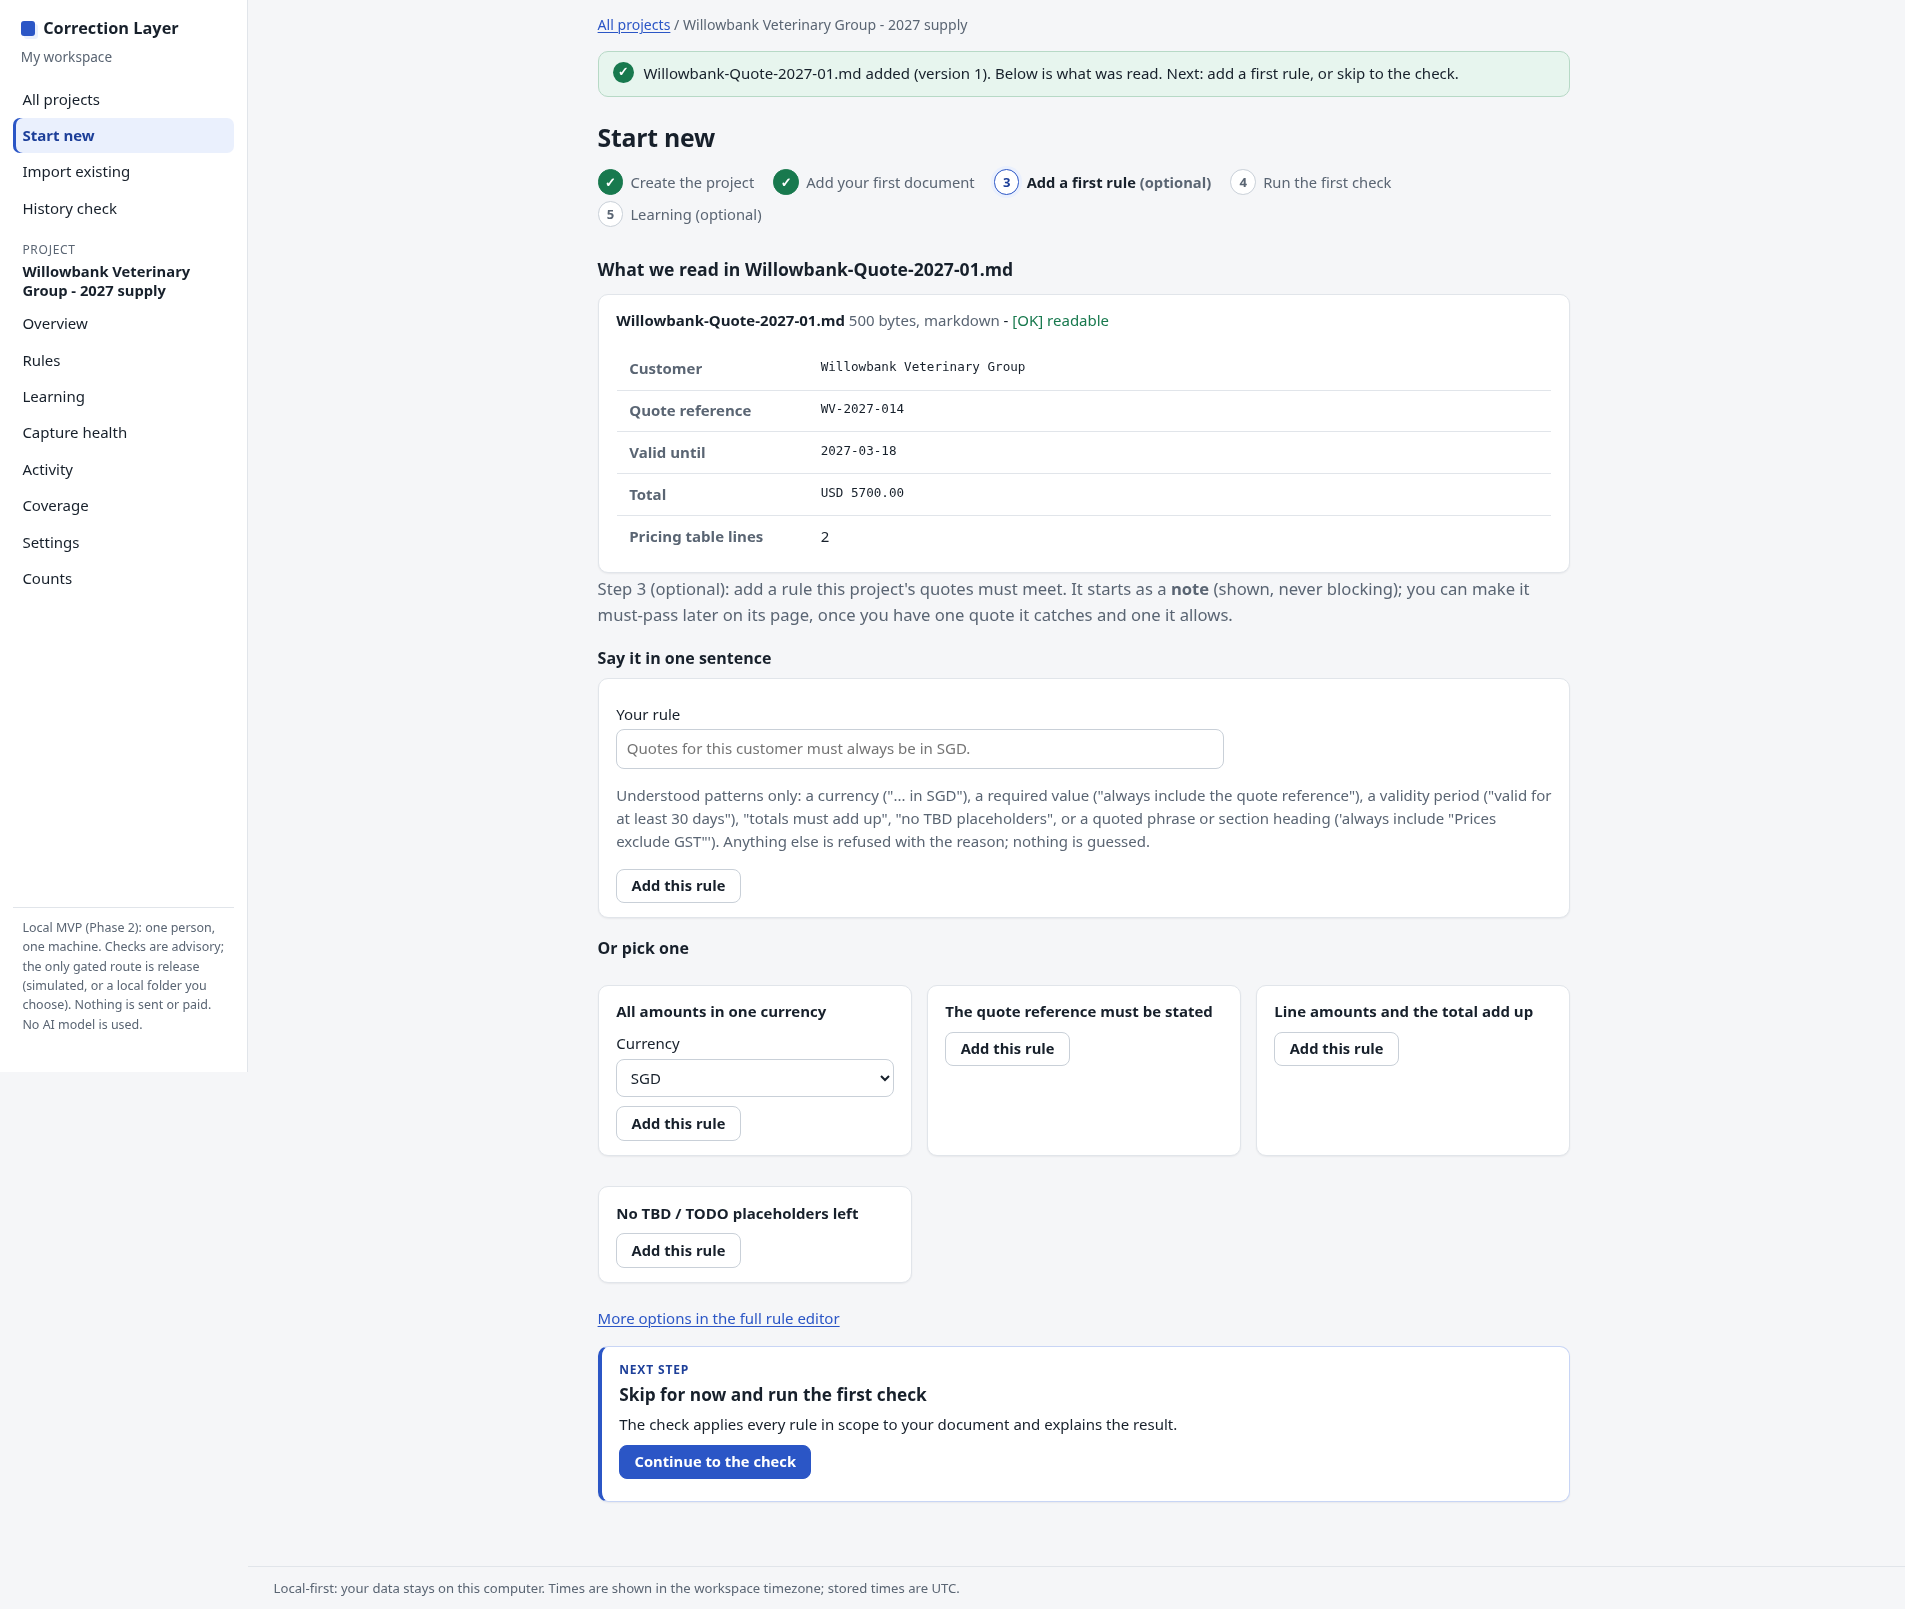 Correction Layer
My workspace
All projects
Start new
Import existing
History check
PROJECT
Willowbank Veterinary
Group - 2027 supply
Overview
Rules
Learning
Capture health
Activity
Coverage
Settings
Counts
Local MVP (Phase 2): one person,
one machine. Checks are advisory;
the only gated route is release
(simulated, or a local folder you
choose). Nothing is sent or paid.
No AI model is used.
All projects / Willowbank Veterinary Group - 2027 supply
✓ Willowbank-Quote-2027-01.md added (version 1). Below is what was read. Next: add a first rule, or skip to the check.
Start new
✓ Create the project ✓ Add your first document 3 Add a first rule (optional) 4 Run the first check
5 Learning (optional)
What we read in Willowbank-Quote-2027-01.md
Willowbank-Quote-2027-01.md 500 bytes, markdown - [OK] readable
Customer Willowbank Veterinary Group
Quote reference WV-2027-014
Valid until 2027-03-18
Total USD 5700.00
Pricing table lines 2
Step 3 (optional): add a rule this project's quotes must meet. It starts as a note (shown, never blocking); you can make it
must-pass later on its page, once you have one quote it catches and one it allows.
Say it in one sentence
Your rule
Quotes for this customer must always be in SGD.
Understood patterns only: a currency ("... in SGD"), a required value ("always include the quote reference"), a validity period ("valid for
at least 30 days"), "totals must add up", "no TBD placeholders", or a quoted phrase or section heading ('always include "Prices
exclude GST"'). Anything else is refused with the reason; nothing is guessed.
Add this rule
Or pick one
All amounts in one currency
Currency
SGD
Add this rule
The quote reference must be stated
Add this rule
Line amounts and the total add up
Add this rule
No TBD / TODO placeholders left
Add this rule
More options in the full rule editor
NEXT STEP
Skip for now and run the first check
The check applies every rule in scope to your document and explains the result.
Continue to the check
Local-first: your data stays on this computer. Times are shown in the workspace timezone; stored times are UTC.